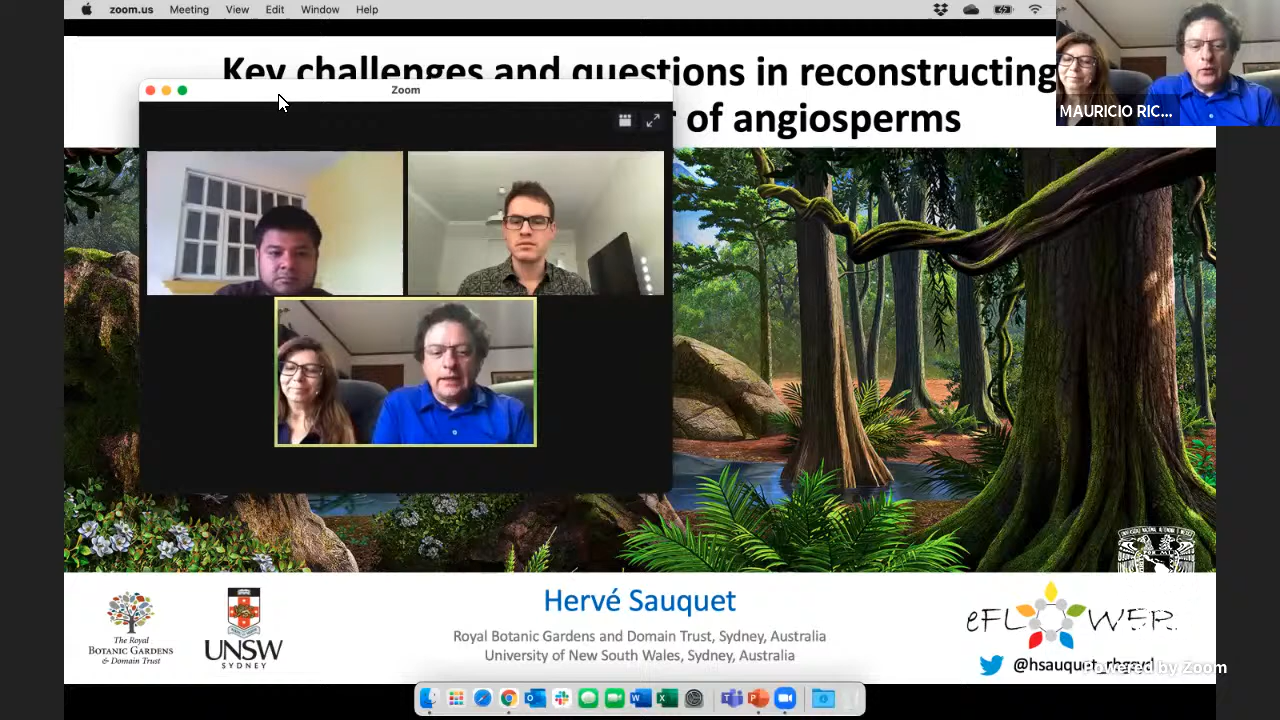 zoom.us Meeting View Edit Window Help
Key challenges and questions in reconstructing
of angiosperms
Zoom
MAURICIO RIC...
Hervé Sauquet
Royal Botanic Gardens and Domain Trust, Sydney, Australia
University of New South Wales, Sydney, Australia
The Royal
BOTANIC GARDENS
& Domain Trust
UNSW
SYDNEY
eFLOWER
@hsauquet_rbgsyd
Powered by Zoom